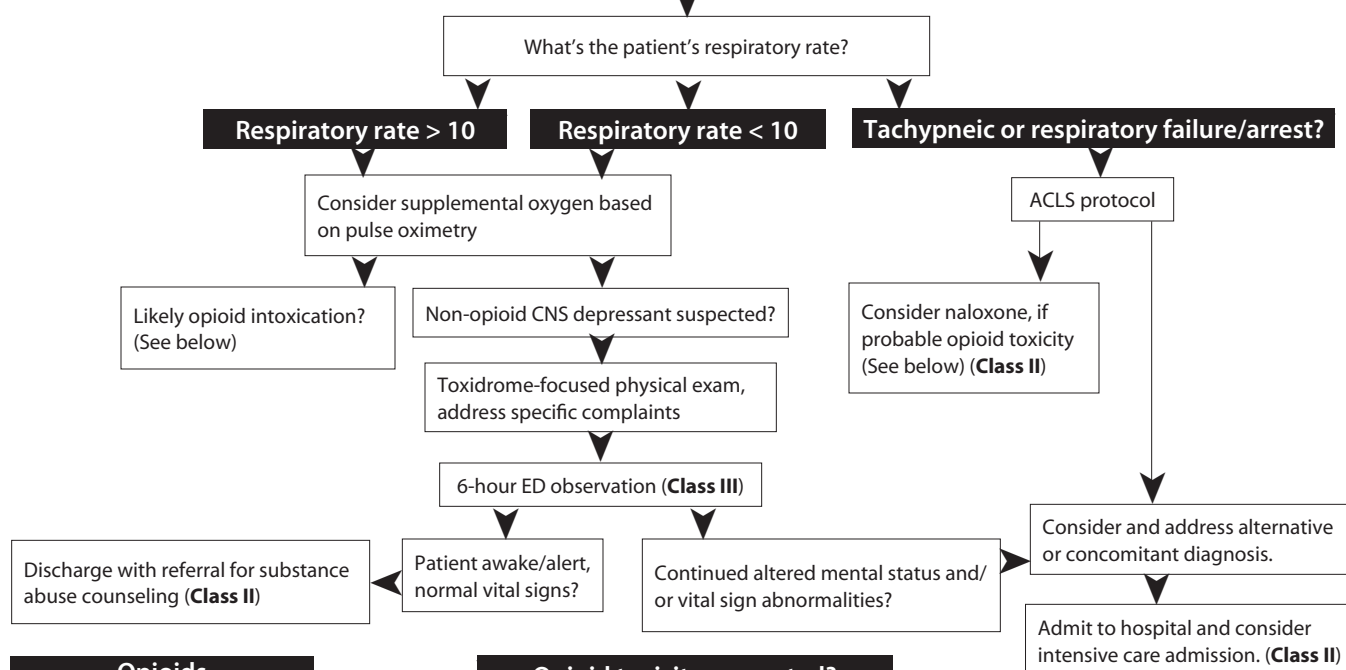 What's the patient's respiratory rate?
Respiratory rate > 10
Respiratory rate < 10
Tachypneic or respiratory failure/arrest?
Consider supplemental oxygen based
on pulse oximetry
ACLS protocol
Likely opioid intoxication?
(See below)
Non-opioid CNS depressant suspected?
Consider naloxone, if
probable opioid toxicity
(See below) (Class II)
Toxidrome-focused physical exam,
address specific complaints
6-hour ED observation (Class III)
Discharge with referral for substance
abuse counseling (Class II)
Patient awake/alert,
normal vital signs?
Continued altered mental status and/
or vital sign abnormalities?
Consider and address alternative
or concomitant diagnosis.
Admit to hospital and consider
intensive care admission. (Class II)
Opioids